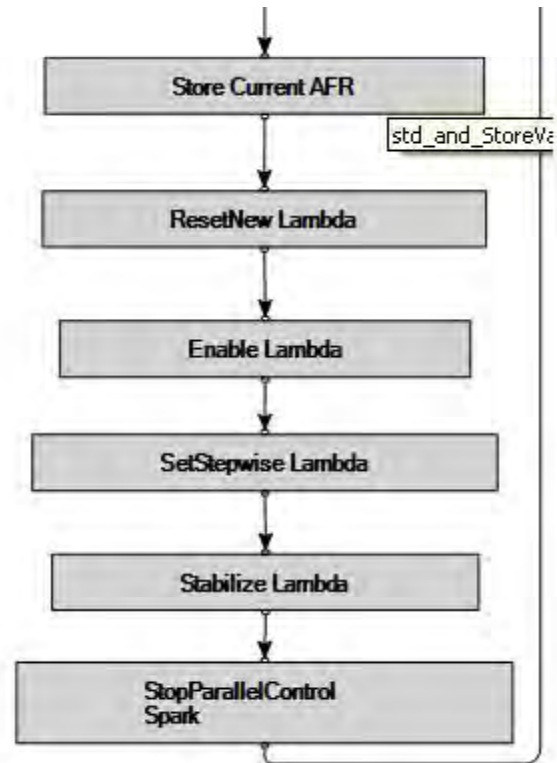 Store Current AFR
std_and_StoreVa
ResetNew Lambda
Enable Lambda
SetStepwise Lambda
Stabilize Lambda
StopParallelControl
Spark